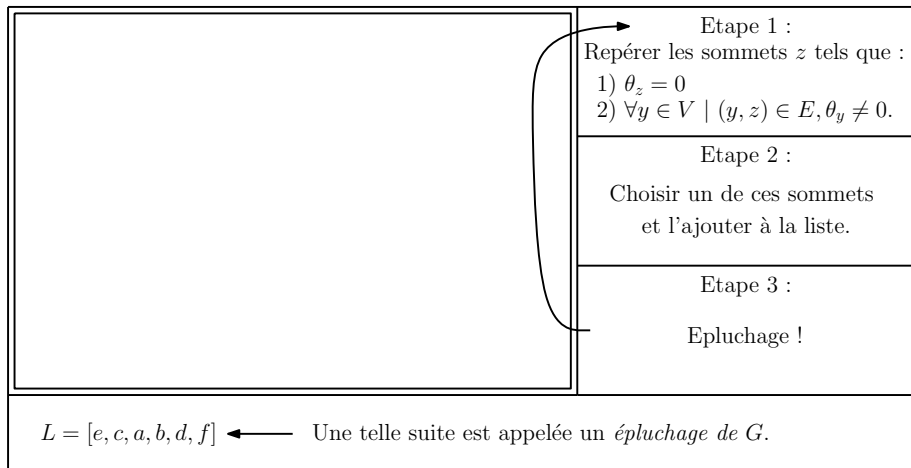 Etape 1 :
Repérer les sommets z tels que :
1) θ_z = 0
2) ∀y ∈ V | (y, z) ∈ E, θ_y ≠ 0.
Etape 2 :
Choisir un de ces sommets
et l'ajouter à la liste.
Etape 3 :
Epluchage !
L = [e, c, a, b, d, f] Une telle suite est appelée un épluchage de G.